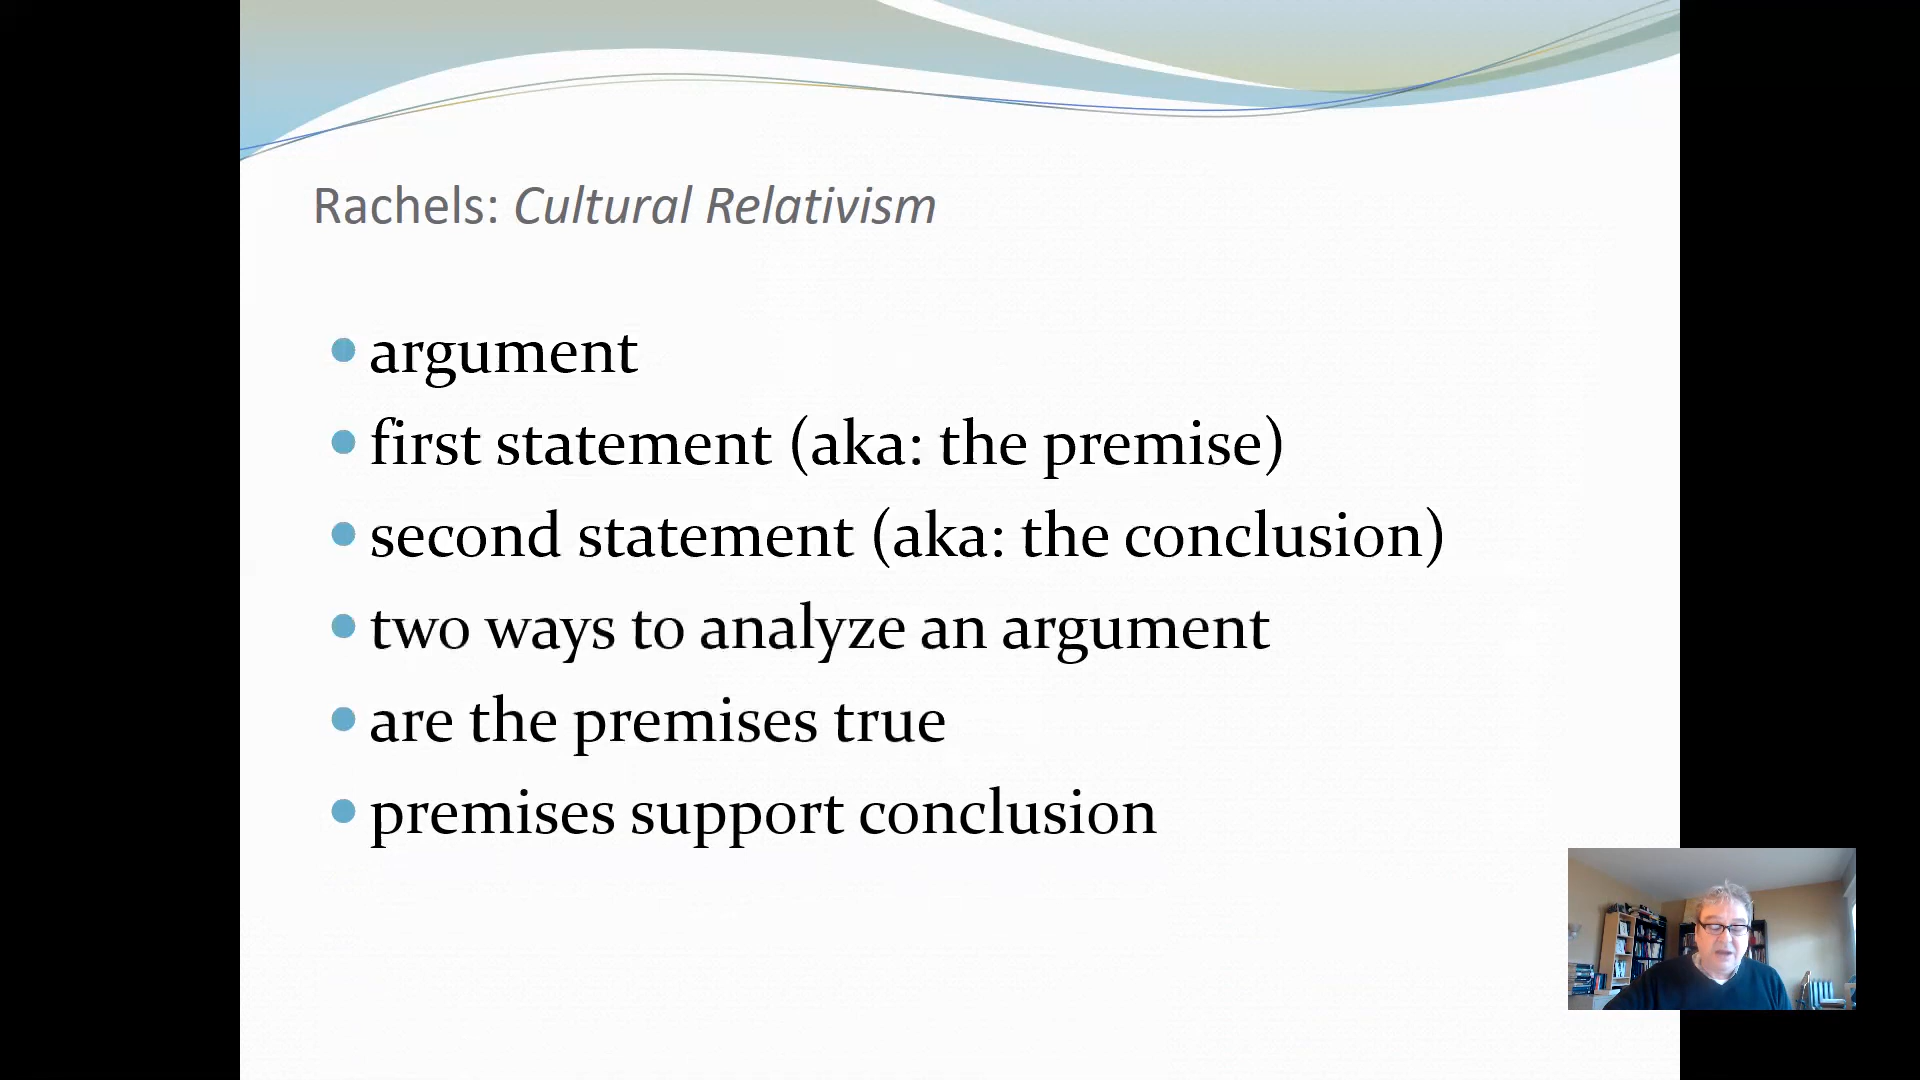 Rachels: Cultural Relativism
• argument
• first statement (aka: the premise)
• second statement (aka: the conclusion)
• two ways to analyze an argument
• are the premises true
• premises support conclusion